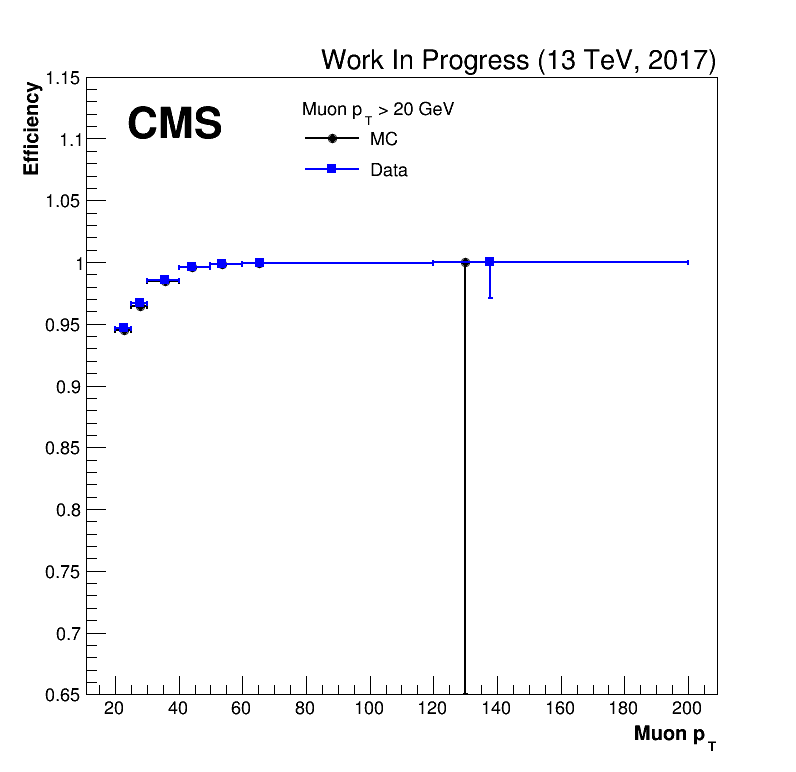 Work In Progress (13 TeV, 2017)
CMS
Muon p_T > 20 GeV
MC
Data
Efficiency
1.15
1.1
1.05
1
0.95
0.9
0.85
0.8
0.75
0.7
0.65
20 40 60 80 100 120 140 160 180 200
Muon p_T